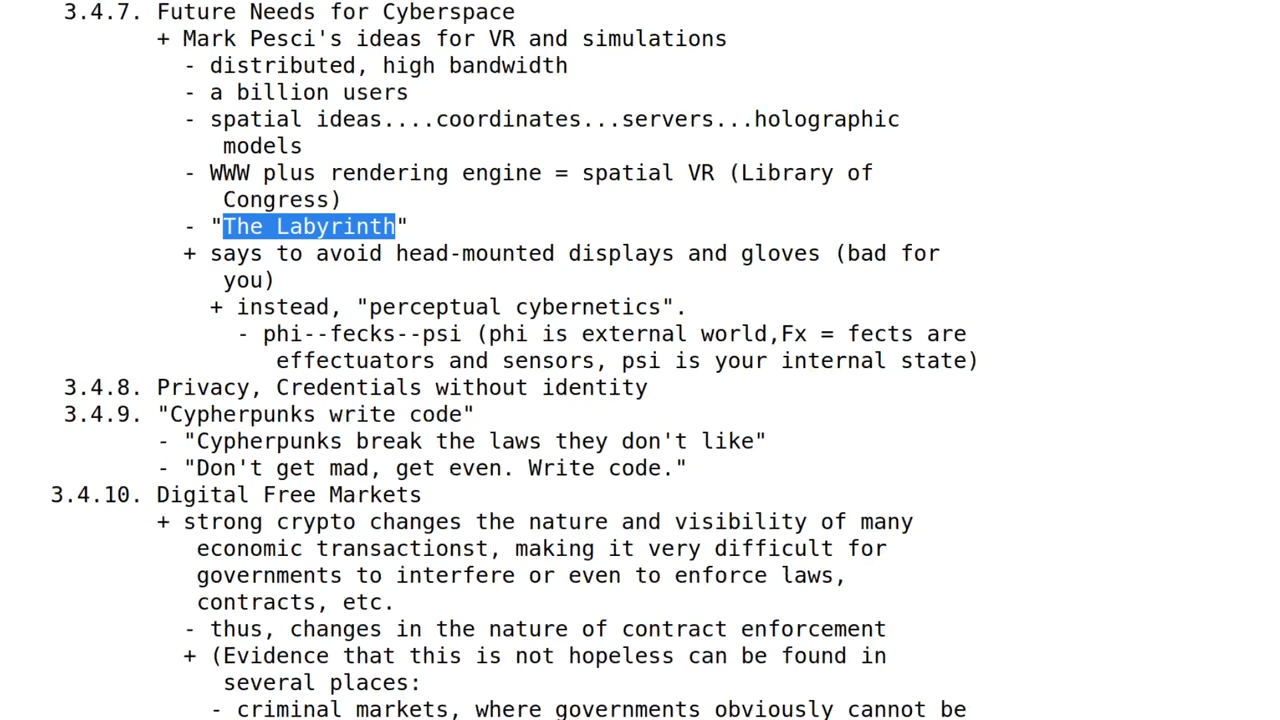 3.4.7. Future Needs for Cyberspace
+ Mark Pesci's ideas for VR and simulations
- distributed, high bandwidth
- a billion users
- spatial ideas....coordinates...servers...holographic
models
- WWW plus rendering engine = spatial VR (Library of
Congress)
- "The Labyrinth"
+ says to avoid head-mounted displays and gloves (bad for
you)
+ instead, "perceptual cybernetics".
- phi--fecks--psi (phi is external world,Fx = fects are
effectuators and sensors, psi is your internal state)
3.4.8. Privacy, Credentials without identity
3.4.9. "Cypherpunks write code"
- "Cypherpunks break the laws they don't like"
- "Don't get mad, get even. Write code."
3.4.10. Digital Free Markets
+ strong crypto changes the nature and visibility of many
economic transactionst, making it very difficult for
governments to interfere or even to enforce laws,
contracts, etc.
- thus, changes in the nature of contract enforcement
+ (Evidence that this is not hopeless can be found in
several places:
- criminal markets, where governments obviously cannot be